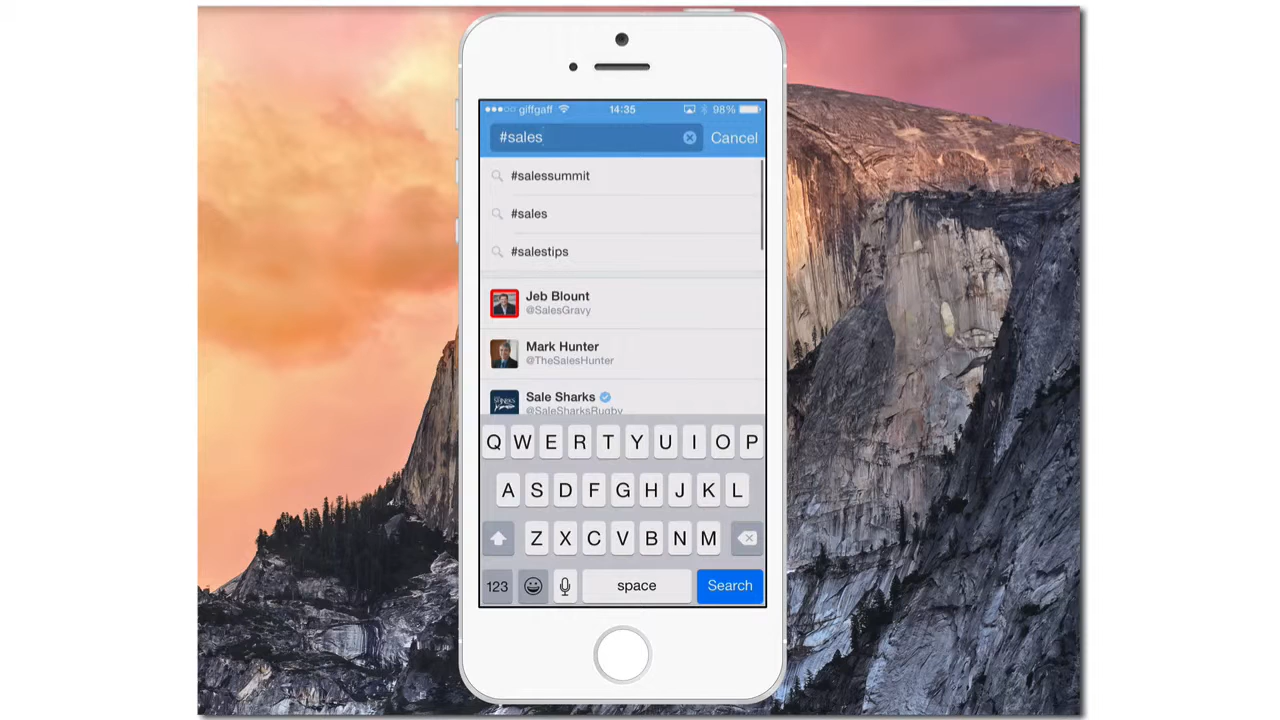 giffgaff 14:35 98%
#sales Cancel
#salessummit
#sales
#salestips
Jeb Blount
@SalesGravy
Mark Hunter
@TheSalesHunter
Sale Sharks
@SaleSharksRugby
Q W E R T Y U I O P
A S D F G H J K L
Z X C V B N M
123 space Search